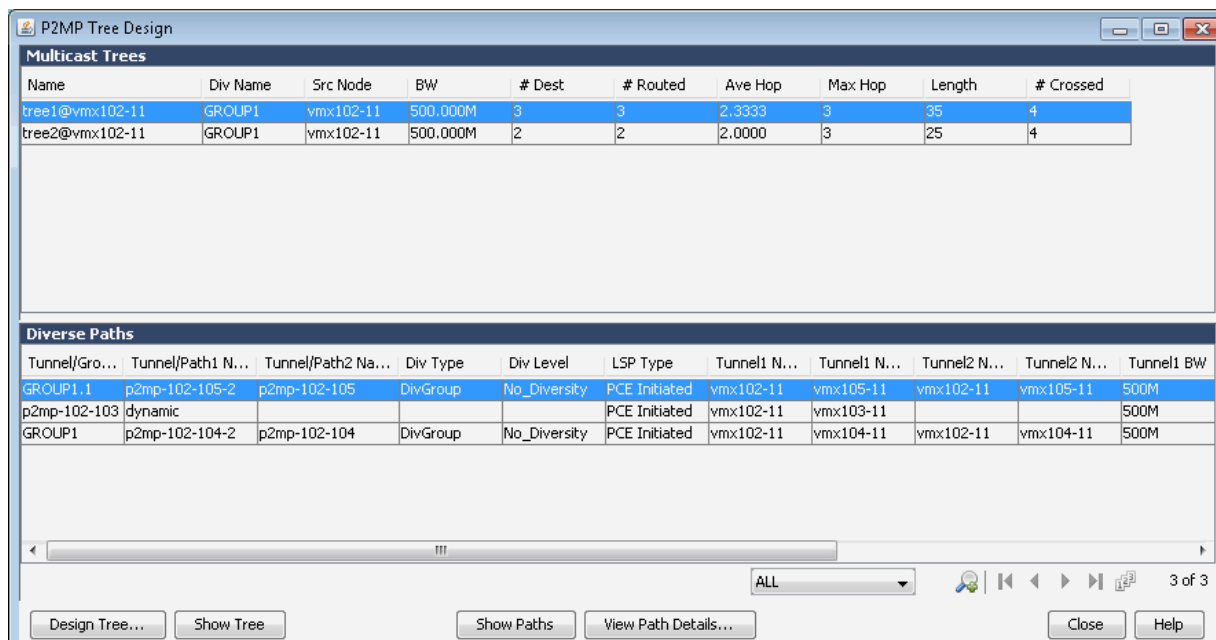 P2MP Tree Design
Multicast Trees
Name Div Name Src Node BW # Dest # Routed Ave Hop Max Hop Length # Crossed
tree1@vmx102-11 GROUP1 vmx102-11 500.000M 3 3 2.3333 3 35 4
tree2@vmx102-11 GROUP1 vmx102-11 500.000M 2 2 2.0000 3 25 4
Diverse Paths
Tunnel/Gro... Tunnel/Path1 N... Tunnel/Path2 Na... Div Type Div Level LSP Type Tunnel1 N... Tunnel1 N... Tunnel2 N... Tunnel2 N... Tunnel1 BW
GROUP1.1 p2mp-102-105-2 p2mp-102-105 DivGroup No_Diversity PCE Initiated vmx102-11 vmx105-11 vmx102-11 vmx105-11 500M
p2mp-102-103 dynamic PCE Initiated vmx102-11 vmx103-11 500M
GROUP1 p2mp-102-104-2 p2mp-102-104 DivGroup No_Diversity PCE Initiated vmx102-11 vmx104-11 vmx102-11 vmx104-11 500M
ALL 3 of 3
Design Tree... Show Tree Show Paths View Path Details... Close Help